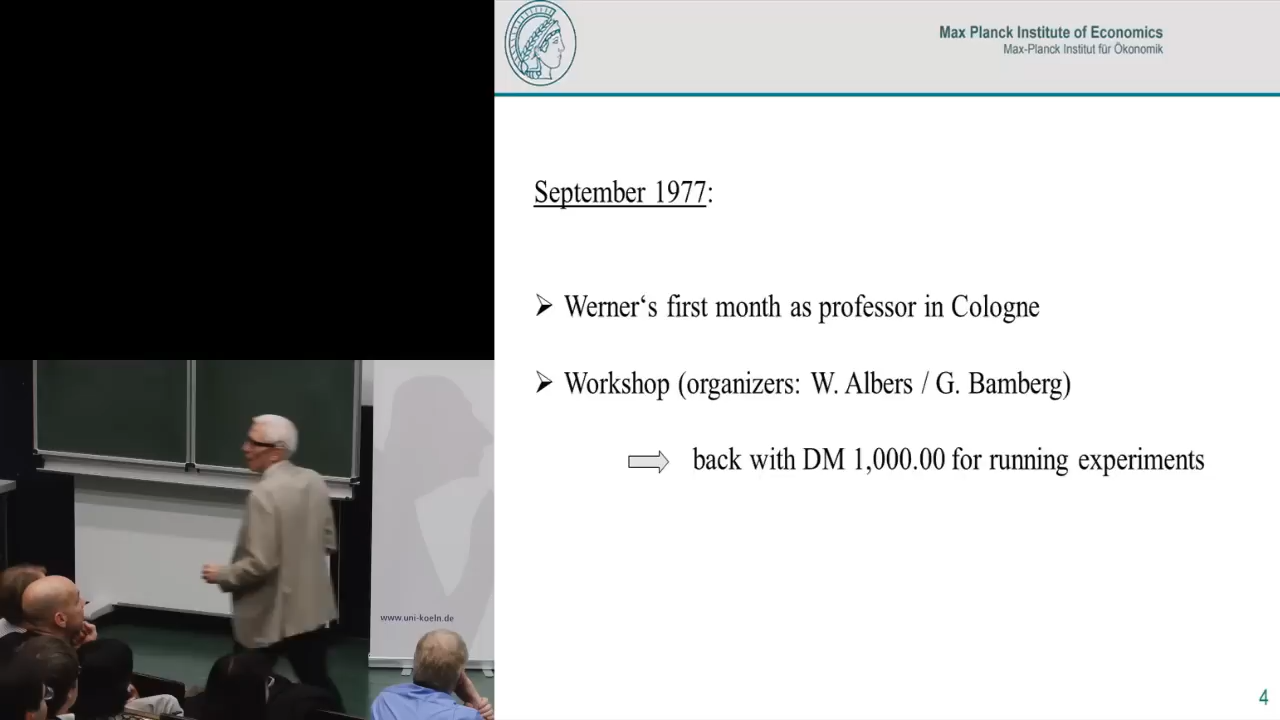 Max Planck Institute of Economics
Max-Planck Institut für Ökonomik
September 1977:
Werner‘s first month as professor in Cologne
Workshop (organizers: W. Albers / G. Bamberg)
back with DM 1,000.00 for running experiments
www.uni-koeln.de
4